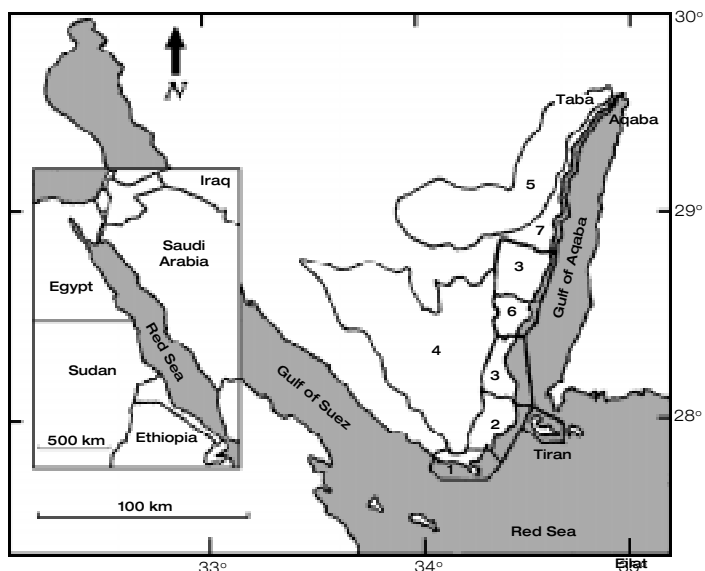 30°
N
Taba
Aqaba
Iraq
5
29°
7
Saudi
Arabia
3
Gulf of Aqaba
Egypt
6
Red Sea
4
Sudan
3
Gulf of Suez
28°
2
500 km
Ethiopia
Tiran
1
100 km
Red Sea
33°
34°
35°
Eilat